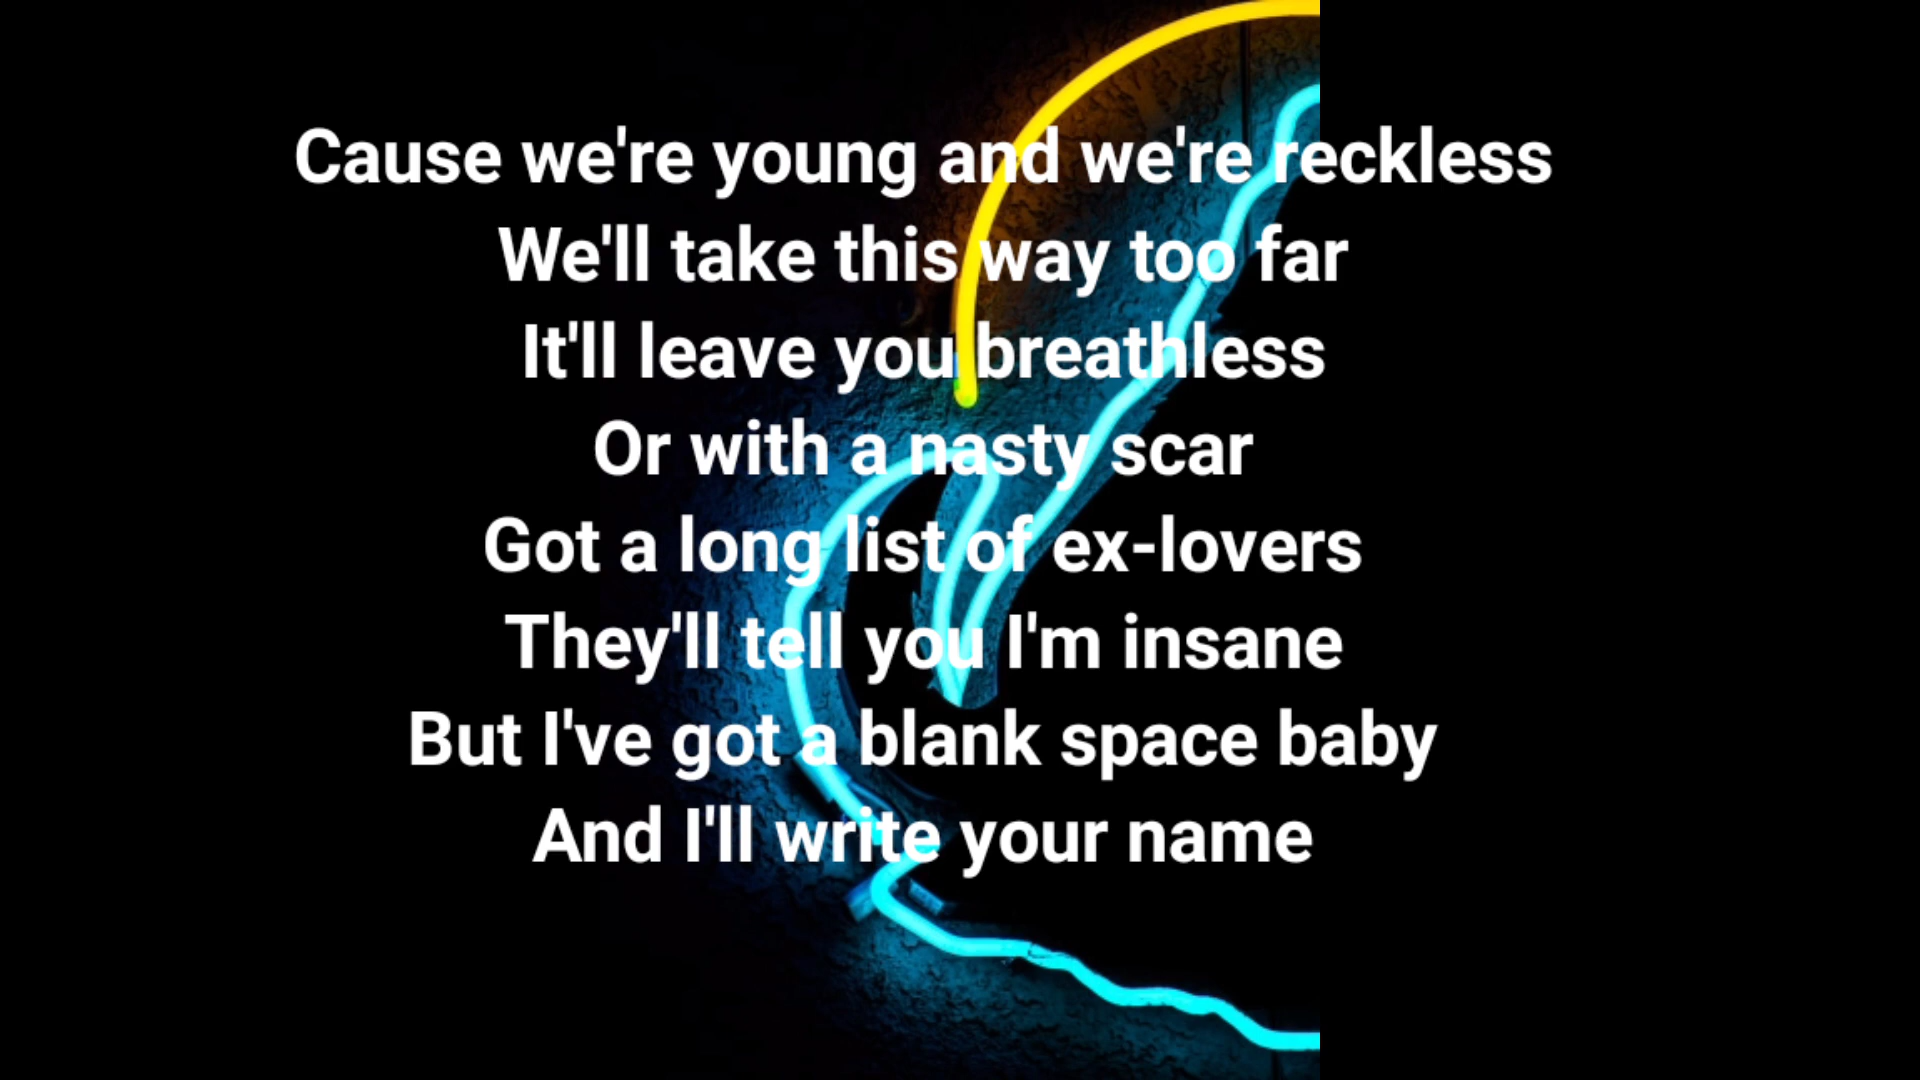 Cause we're young and we're reckless
We'll take this way too far
It'll leave you breathless
Or with a nasty scar
Got a long list of ex-lovers
They'll tell you I'm insane
But I've got a blank space baby
And I'll write your name